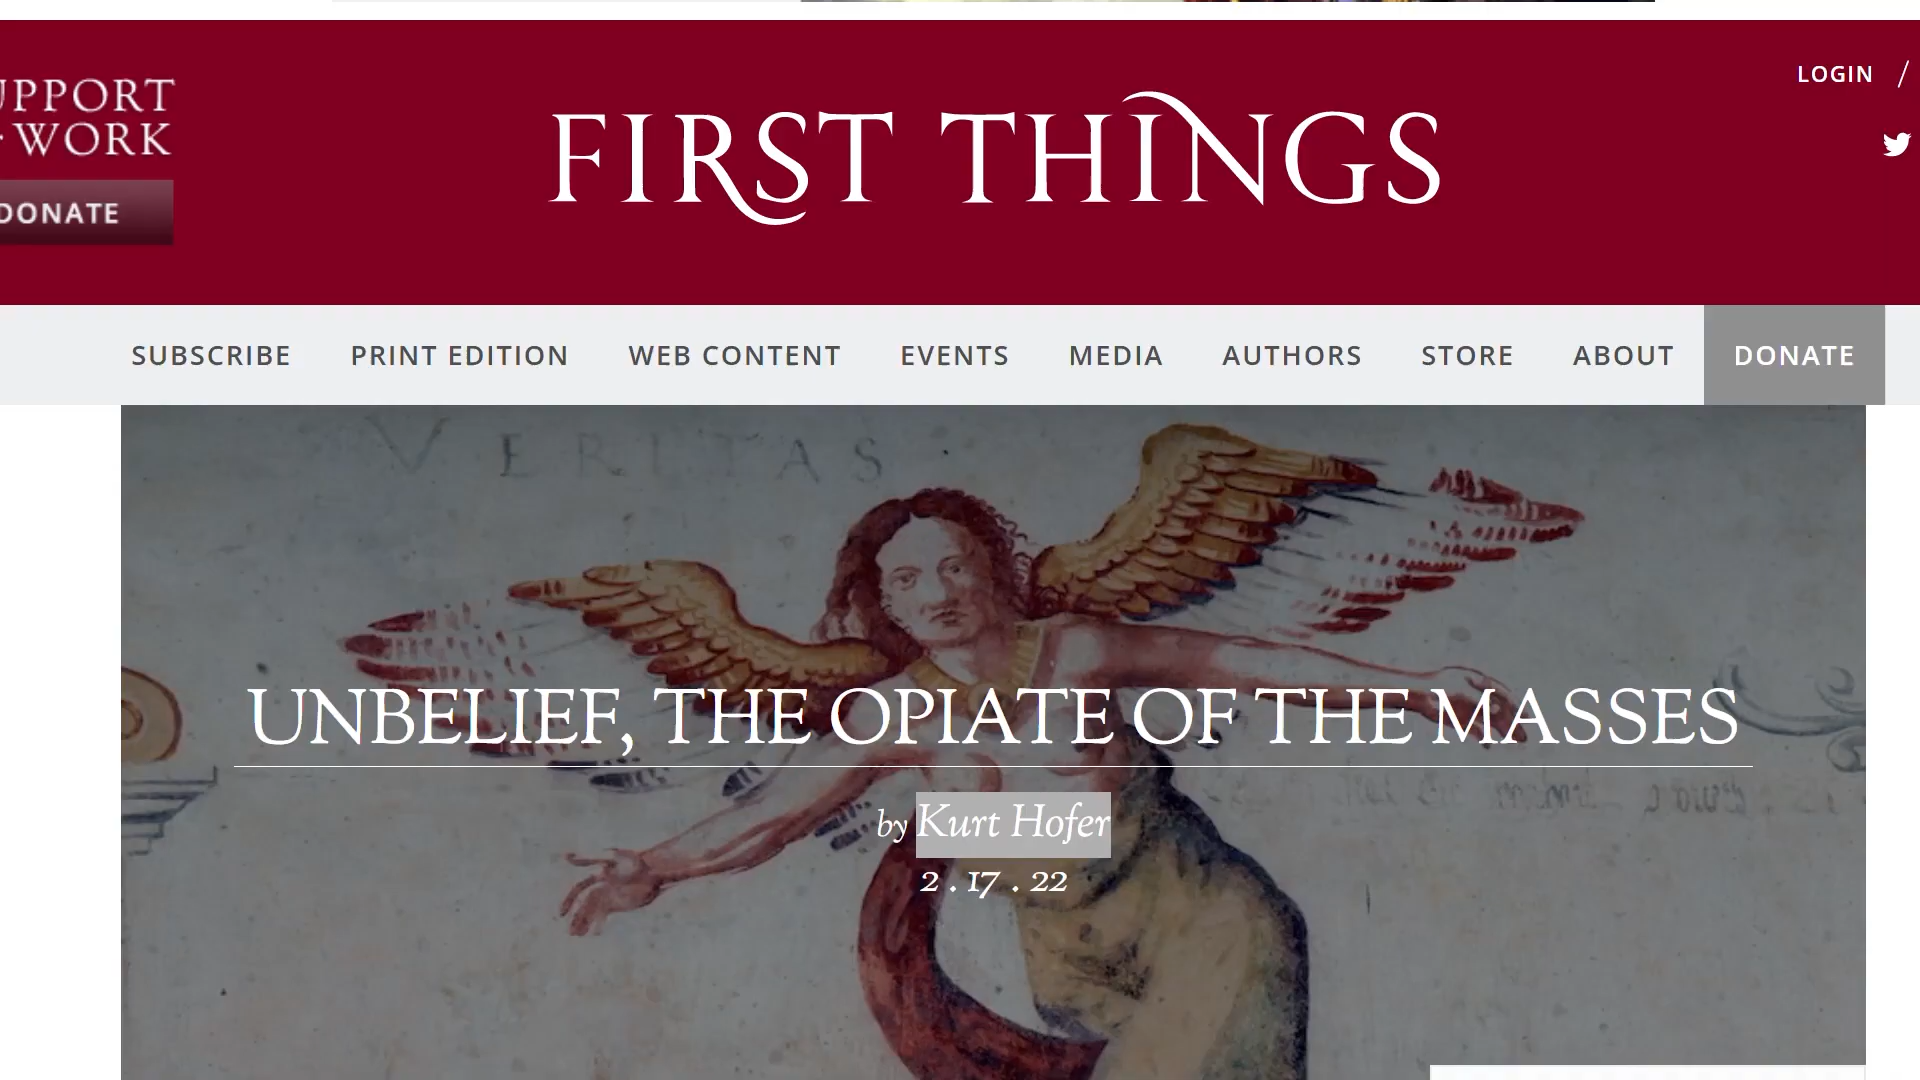 UPPORT
WORK
DONATE
FIRST THINGS
LOGIN /
SUBSCRIBE PRINT EDITION WEB CONTENT EVENTS MEDIA AUTHORS STORE ABOUT DONATE
VERITAS
UNBELIEF, THE OPIATE OF THE MASSES
by Kurt Hofer
2 . 17 . 22